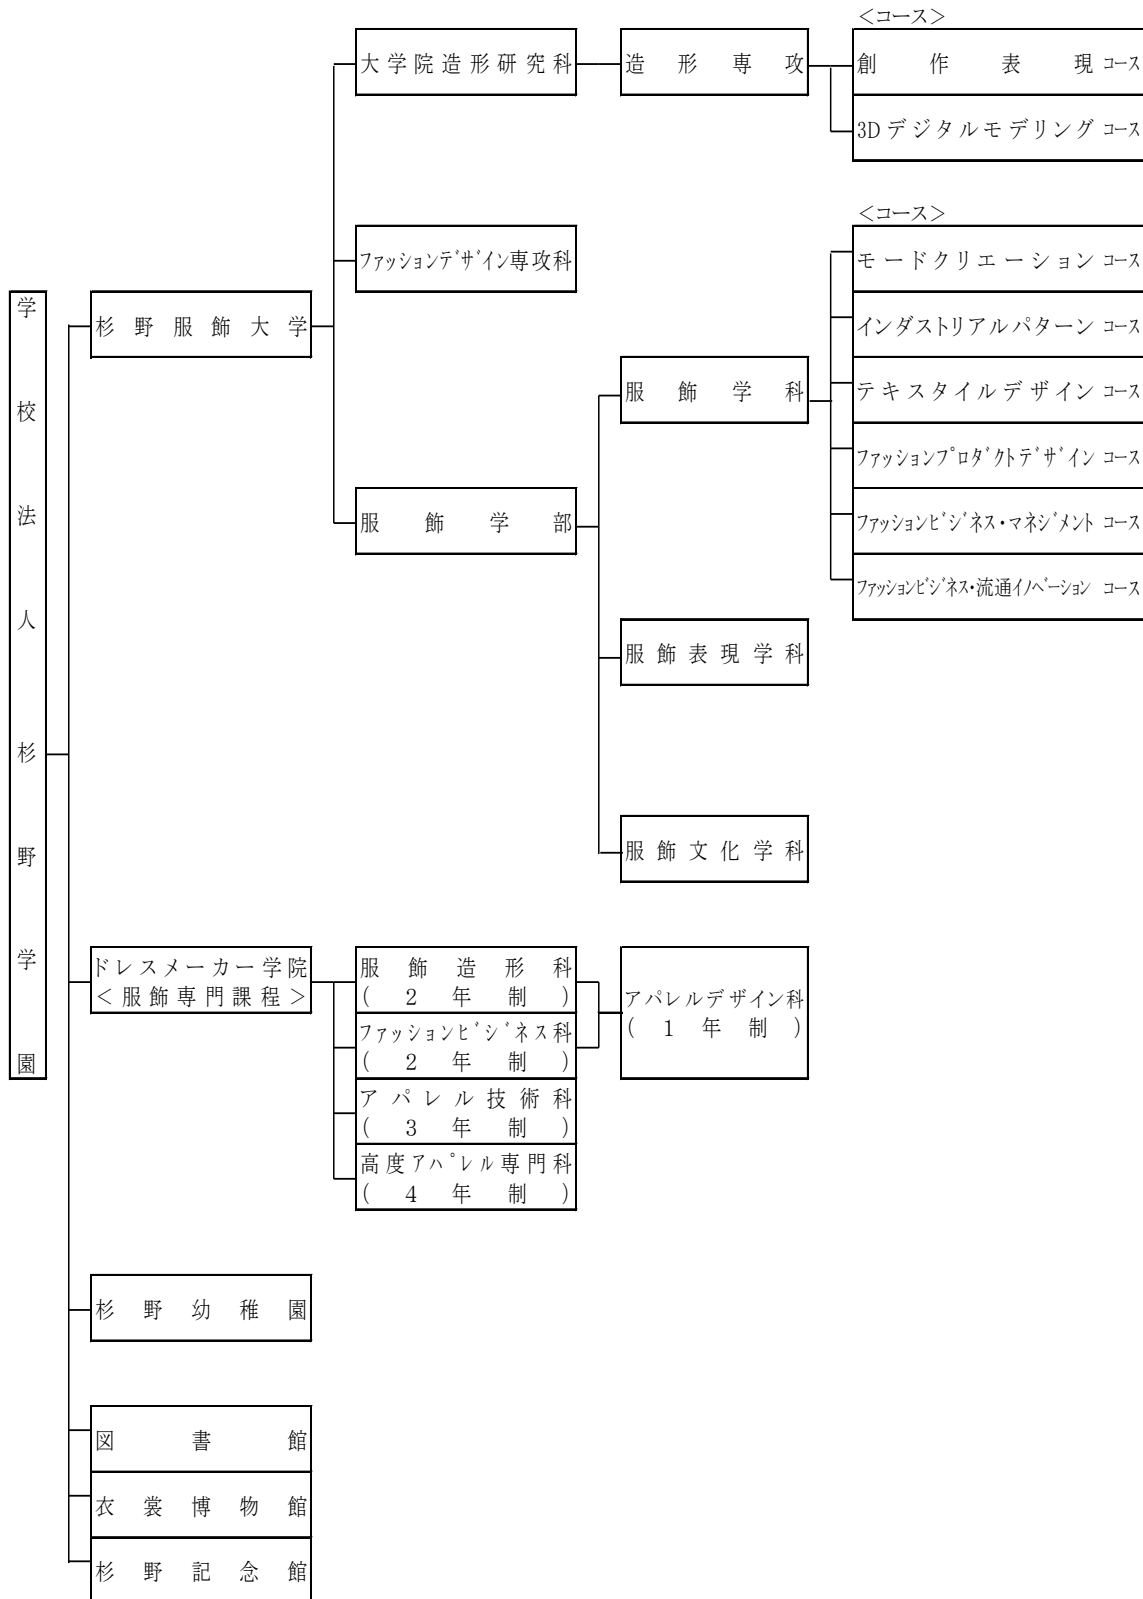 学校法人杉野学園
杉野服飾大学
大学院造形研究科
造形専攻
<コース>
創作表現コース
3Dデジタルモデリングコース
ファッションデザイン専攻科
服飾学部
服飾学科
<コース>
モードクリエーションコース
インダストリアルパターンコース
テキスタイルデザインコース
ファッションプロダクトデザインコース
ファッションビジネス・マネジメントコース
ファッションビジネス・流通イノベーションコース
服飾表現学科
服飾文化学科
ドレスメーカー学院
<服飾専門課程>
服飾造形科
(2年制)
ファッションビジネス科
(2年制)
アパレル技術科
(3年制)
高度アパレル専門科
(4年制)
アパレルデザイン科
(1年制)
杉野幼稚園
図書館
衣裳博物館
杉野記念館